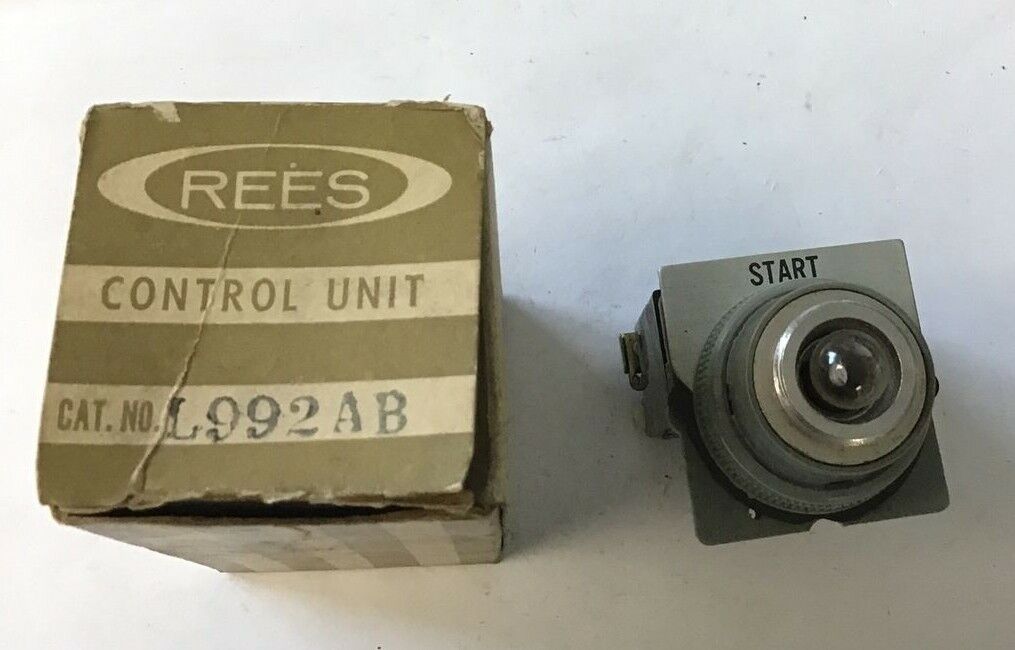 REES
CONTROL UNIT
CAT. NO. L992AB
START